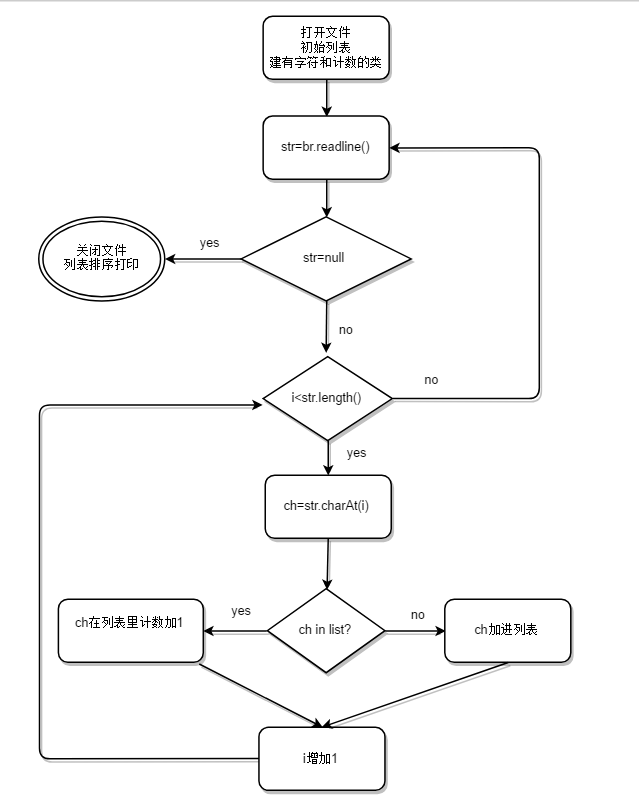 打开文件
初始列表
建有字符和计数的类
str=br.readline()
str=null
yes
关闭文件
列表排序打印
no
i<str.length()
no
yes
ch=str.charAt(i)
ch in list?
yes
ch在列表里计数加1
no
ch加进列表
i增加1